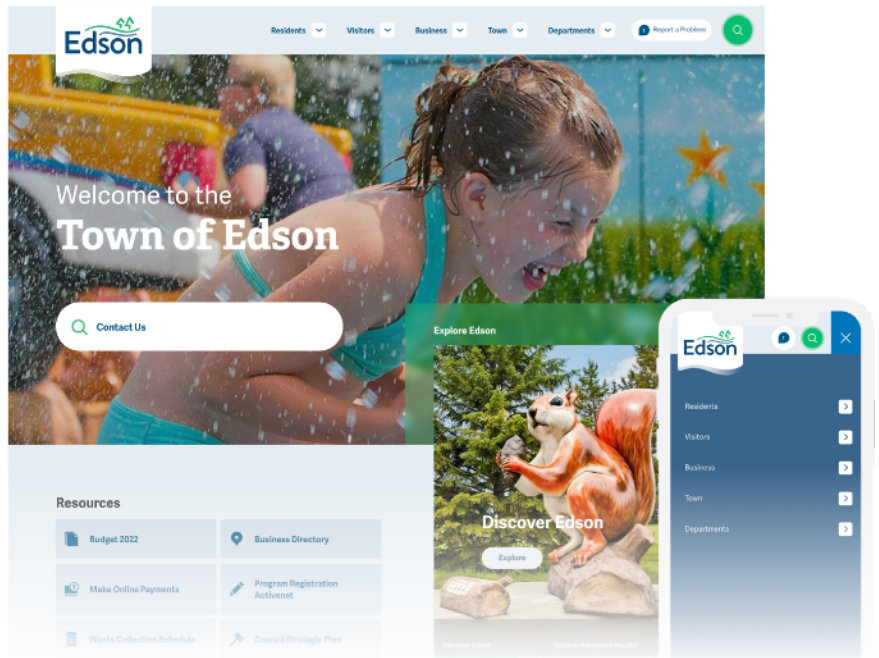 Edson
Residents
Visitors
Business
Town
Departments
Report a Problem
Welcome to the
Town of Edson
Contact Us
Explore Edson
Discover Edson
Explore
Discover Edson
Resources
Budget 2022
Business Directory
Make Online Payments
Program Registration
Activenet
Waste Collection Schedule
Council Strategic Plan
Edson
Residents
Visitors
Business
Town
Departments